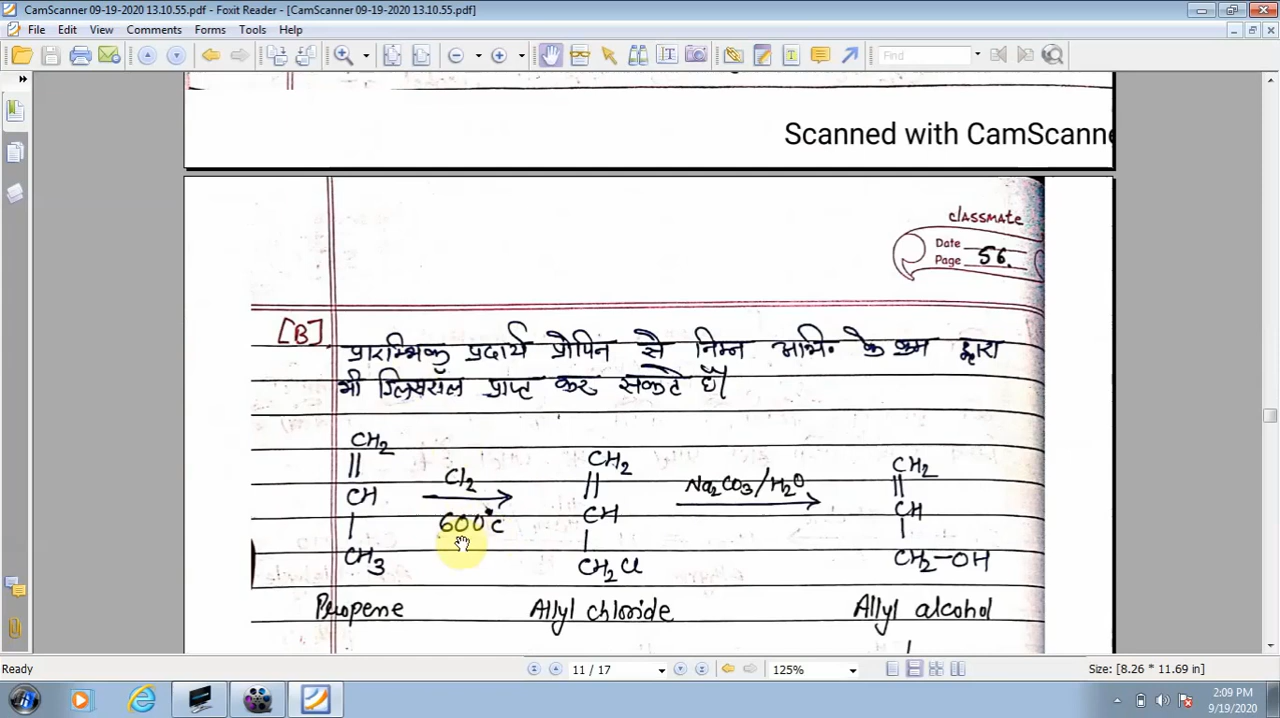 CamScanner 09-19-2020 13.10.55.pdf - Foxit Reader - [CamScanner 09-19-2020 13.10.55.pdf]
File Edit View Comments Forms Tools Help
Find
Scanned with CamScanne
classmate
Date
Page 56.
[B]
प्रारम्भिक प्रदार्थ प्रोपिन से निम्न अभि॰ के क्रम द्वारा
भी ग्लिसरॉल प्राप्त कर सकते हैं।
CH2 || CH | CH3
Cl2 600°C
CH2 || CH | CH2Cl
Na2CO3/H2O
CH2 || CH | CH2-OH
Propene Allyl chloride Allyl alcohol
Ready 11 / 17 125% Size: [8.26 * 11.69 in]
2:09 PM
9/19/2020